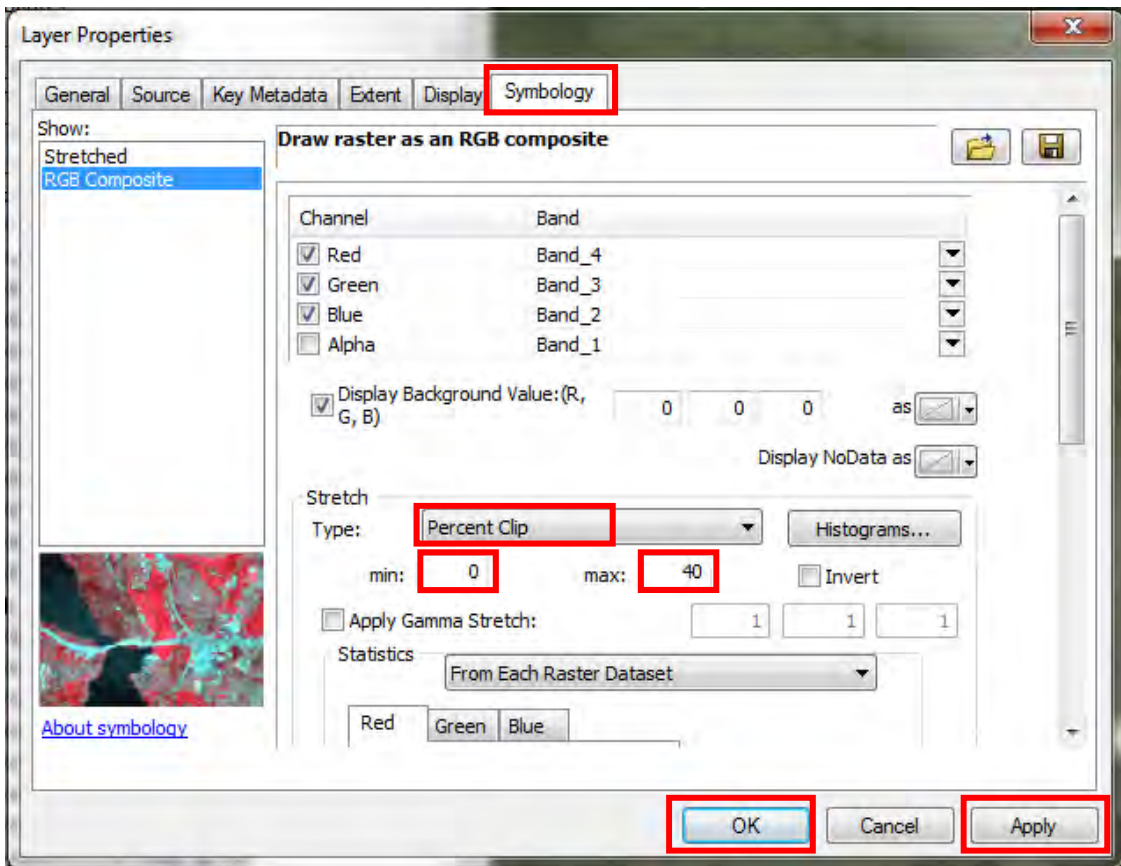 Layer Properties
General Source Key Metadata Extent Display Symbology
Show:
Stretched
RGB Composite
Draw raster as an RGB composite
Channel Band
Red Band_4
Green Band_3
Blue Band_2
Alpha Band_1
Display Background Value:(R, G, B) 0 0 0 as
Display NoData as
Stretch
Type: Percent Clip Histograms...
min: 0 max: 40 Invert
Apply Gamma Stretch: 1 1 1
Statistics
From Each Raster Dataset
Red Green Blue
About symbology
OK Cancel Apply